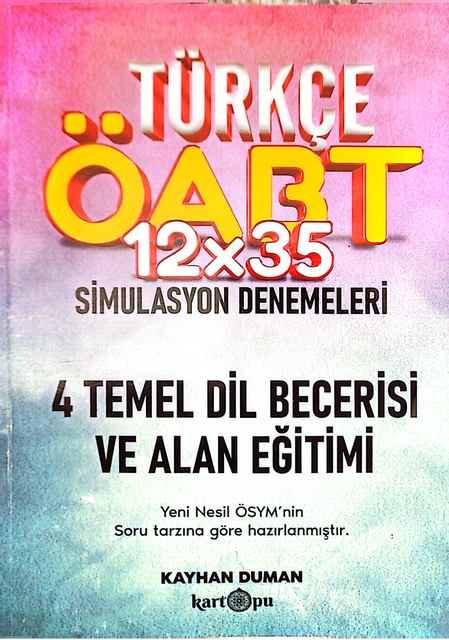 TÜRKÇE
ÖABT
12x35
SİMULASYON DENEMELERİ
4 TEMEL DİL BECERİSİ
VE ALAN EĞİTİMİ
Yeni Nesil ÖSYM'nin
Soru tarzına göre hazırlanmıştır.
KAYHAN DUMAN
kartopu